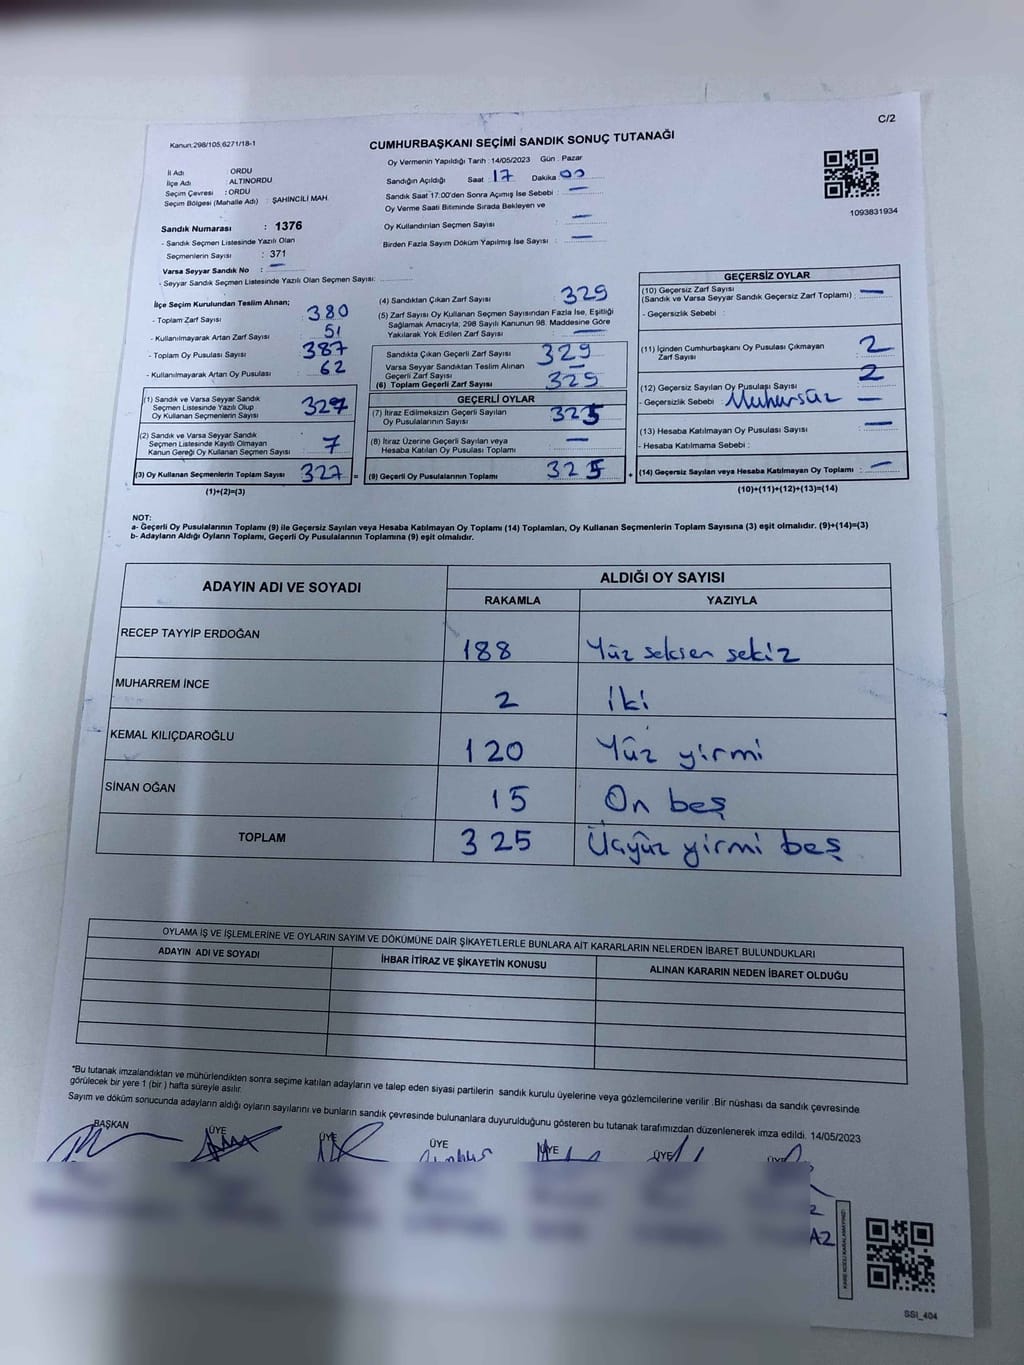 C/2
Kanun:298/105,6271/18-1
CUMHURBAŞKANI SEÇİMİ SANDIK SONUÇ TUTANAĞI
Oy Vermenin Yapıldığı Tarih : 14/05/2023 Gün : Pazar
İl Adı : ORDU
İlçe Adı : ALTINORDU
Seçim Çevresi : ORDU
Seçim Bölgesi (Mahalle Adı) : ŞAHİNCİLİ MAH.
Sandığın Açıldığı Saat : 17 Dakika 00
Sandık Saat 17:00'den Sonra Açımış İse Sebebi : —
Oy Verme Saati Bitiminde Sırada Bekleyen ve
Oy Kullandırılan Seçmen Sayısı : —
Birden Fazla Sayım Döküm Yapılmış İse Sayısı : —
1093831934
Sandık Numarası : 1376
- Sandık Seçmen Listesinde Yazılı Olan
Seçmenlerin Sayısı : 371
Varsa Seyyar Sandık No : —
- Seyyar Sandık Seçmen Listesinde Yazılı Olan Seçmen Sayısı:
İlçe Seçim Kurulundan Teslim Alınan;
- Toplam Zarf Sayısı : 380
- Kullanılmayarak Artan Zarf Sayısı : 51
- Toplam Oy Pusulası Sayısı : 387
- Kullanılmayarak Artan Oy Pusulası : 62
(1) Sandık ve Varsa Seyyar Sandık
Seçmen Listesinde Yazılı Olup
Oy Kullanan Seçmenlerin Sayısı : 327
(2) Sandık ve Varsa Seyyar Sandık
Seçmen Listesinde Kayıtlı Olmayan
Kanun Gereği Oy Kullanan Seçmen Sayısı : 7
(3) Oy Kullanan Seçmenlerin Toplam Sayısı : 327
(1)+(2)=(3)
(4) Sandıktan Çıkan Zarf Sayısı : 329
(5) Zarf Sayısı Oy Kullanan Seçmen Sayısından Fazla İse, Eşitliği
Sağlamak Amacıyla; 298 Sayılı Kanunun 98. Maddesine Göre
Yakılarak Yok Edilen Zarf Sayısı : —
Sandıkta Çıkan Geçerli Zarf Sayısı : 329
Varsa Seyyar Sandıktan Teslim Alınan
Geçerli Zarf Sayısı : —
(6) Toplam Geçerli Zarf Sayısı : 329
GEÇERLİ OYLAR
(7) İtiraz Edilmeksizin Geçerli Sayılan
Oy Pusulasının Sayısı : 325
(8) İtiraz Üzerine Geçerli Sayılan veya
Hesaba Katılan Oy Pusulası Toplamı : —
(9) Geçerli Oy Pusulalarının Toplamı : 325
GEÇERSİZ OYLAR
(10) Geçersiz Zarf Sayısı
(Sandık ve Varsa Seyyar Sandık Geçersiz Zarf Toplamı) : —
- Geçersizlik Sebebi :
(11) İçinden Cumhurbaşkanı Oy Pusulası Çıkmayan
Zarf Sayısı : 2
(12) Geçersiz Sayılan Oy Pusulası Sayısı : 2
- Geçersizlik Sebebi : Mühürsüz —
(13) Hesaba Katılmayan Oy Pusulası Sayısı : —
- Hesaba Katılmama Sebebi :
(14) Geçersiz Sayılan veya Hesaba Katılmayan Oy Toplamı : —
(10)+(11)+(12)+(13)=(14)
NOT:
a- Geçerli Oy Pusulalarının Toplamı (9) ile Geçersiz Sayılan veya Hesaba Katılmayan Oy Toplamı (14) Toplamları, Oy Kullanan Seçmenlerin Toplam Sayısına (3) eşit olmalıdır. (9)+(14)=(3)
b- Adayların Aldığı Oyların Toplamı, Geçerli Oy Pusulalarının Toplamına (9) eşit olmalıdır.
ADAYIN ADI VE SOYADI ALDIĞI OY SAYISI
RAKAMLA YAZIYLA
RECEP TAYYİP ERDOĞAN 188 Yüz seksen sekiz
MUHARREM İNCE 2 iki
KEMAL KILIÇDAROĞLU 120 Yüz yirmi
SİNAN OĞAN 15 On beş
TOPLAM 325 Üçyüz yirmi beş
OYLAMA İŞ VE İŞLEMLERİNE VE OYLARIN SAYIM VE DÖKÜMÜNE DAİR ŞİKAYETLERLE BUNLARA AİT KARARLARIN NELERDEN İBARET BULUNDUKLARI
ADAYIN ADI VE SOYADI İHBAR İTİRAZ VE ŞİKAYETİN KONUSU ALINAN KARARIN NEDEN İBARET OLDUĞU
*Bu tutanak imzalandıktan ve mühürlendikten sonra seçime katılan adayların ve talep eden siyasi partilerin sandık kurulu üyelerine veya gözlemcilerine verilir .Bir nüshası da sandık çevresinde
görülecek bir yere 1 (bir ) hafta süreyle asılır.
Sayım ve döküm sonucunda adayların aldığı oyların sayılarını ve bunların sandık çevresinde bulunanlara duyurulduğunu gösteren bu tutanak tarafımızdan düzenlenerek imza edildi. 14/05/2023
BAŞKAN ÜYE ÜYE ÜYE ÜYE ÜYE ÜYE
KARE KODU KARALAMAYINIZ!
SSI_404